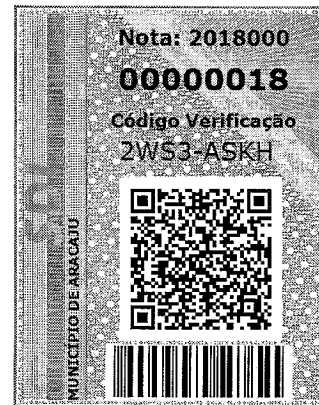 Nota: 2018000
00000018
Código Verificação
2WS3-ASKH
MUNICÍPIO DE ARACAJU